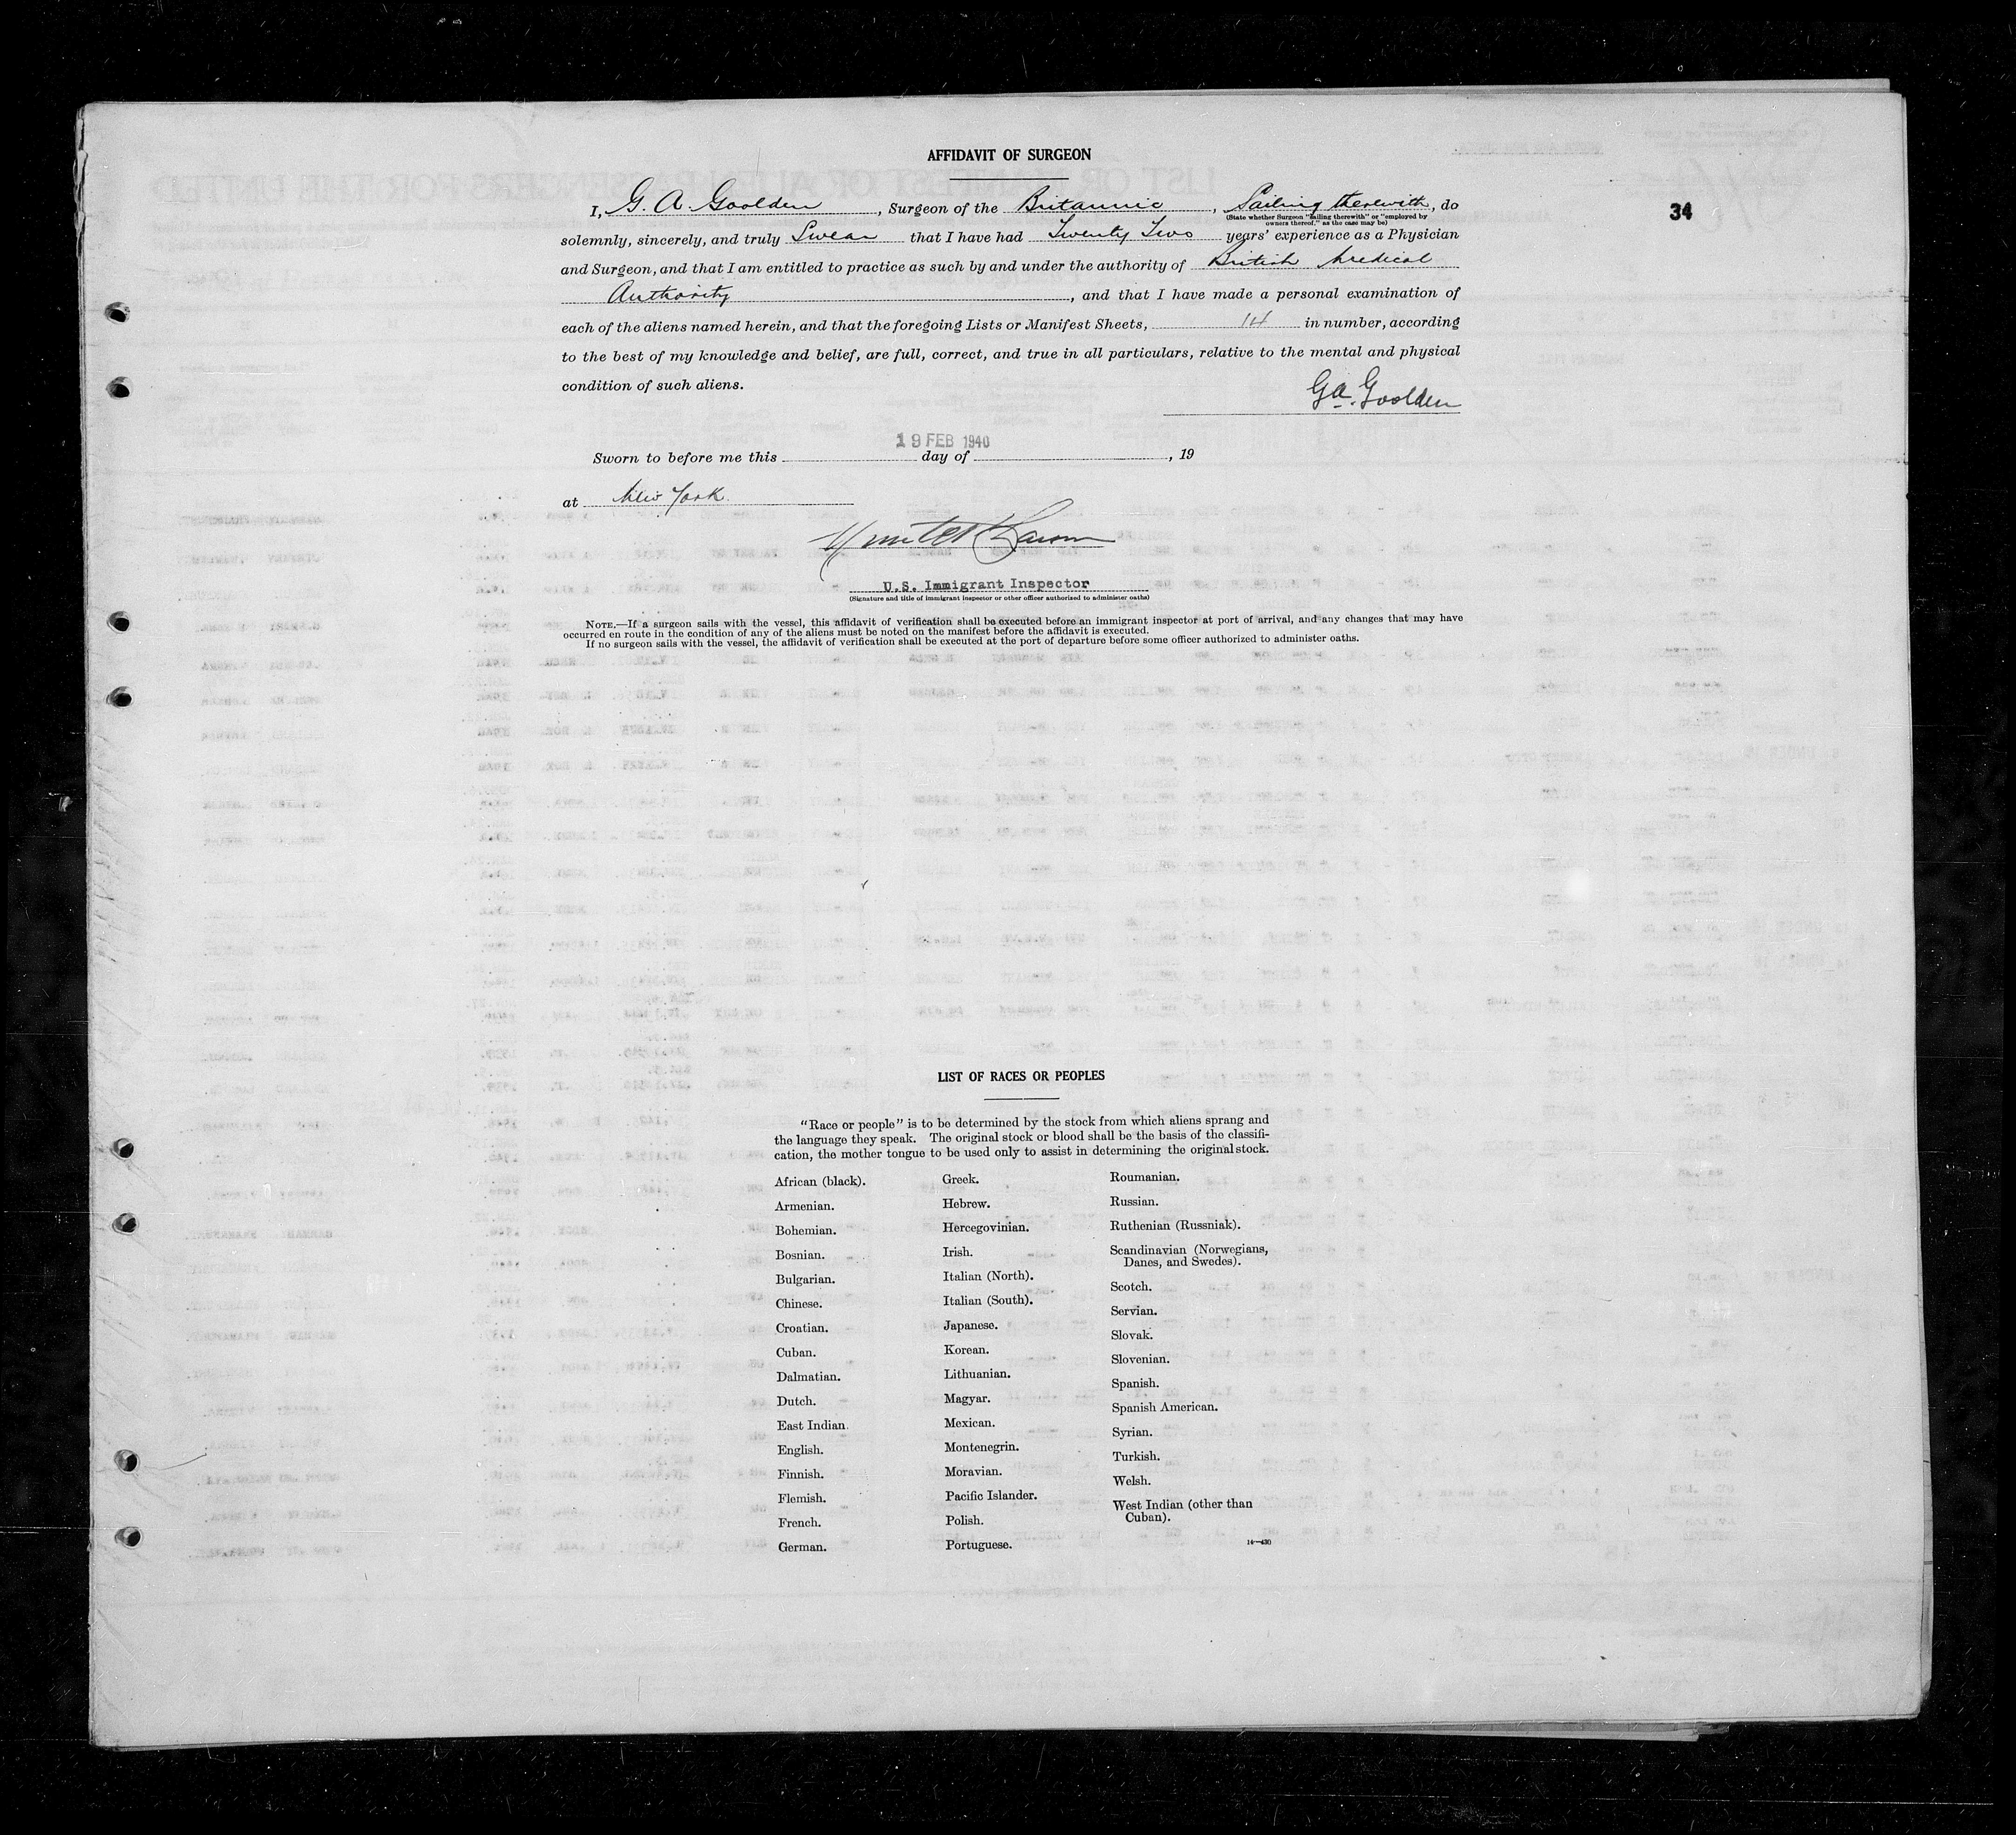 AFFIDAVIT OF SURGEON
34
I, G. A. Goolden, Surgeon of the Britannic, Sailing therewith, do
(State whether Surgeon "sailing therewith" or "employed by
owners thereof," as the case may be)
solemnly, sincerely, and truly Swear that I have had Twenty Two years' experience as a Physician
and Surgeon, and that I am entitled to practice as such by and under the authority of British Medical
Authority, and that I have made a personal examination of
each of the aliens named herein, and that the foregoing Lists or Manifest Sheets, 14 in number, according
to the best of my knowledge and belief, are full, correct, and true in all particulars, relative to the mental and physical
condition of such aliens.
G A. Goolden
19 FEB 1940
Sworn to before me this day of , 19
at New York.
U.S. Immigrant Inspector
(Signature and title of immigrant inspector or other officer authorized to administer oaths)
NOTE.—If a surgeon sails with the vessel, this affidavit of verification shall be executed before an immigrant inspector at port of arrival, and any changes that may have
occurred en route in the condition of any of the aliens must be noted on the manifest before the affidavit is executed.
If no surgeon sails with the vessel, the affidavit of verification shall be executed at the port of departure before some officer authorized to administer oaths.
LIST OF RACES OR PEOPLES
"Race or people" is to be determined by the stock from which aliens sprang and
the language they speak. The original stock or blood shall be the basis of the classifi-
cation, the mother tongue to be used only to assist in determining the original stock.
African (black).
Armenian.
Bohemian.
Bosnian.
Bulgarian.
Chinese.
Croatian.
Cuban.
Dalmatian.
Dutch.
East Indian.
English.
Finnish.
Flemish.
French.
German.
Greek.
Hebrew.
Hercegovinian.
Irish.
Italian (North).
Italian (South).
Japanese.
Korean.
Lithuanian.
Magyar.
Mexican.
Montenegrin.
Moravian.
Pacific Islander.
Polish.
Portuguese.
Roumanian.
Russian.
Ruthenian (Russniak).
Scandinavian (Norwegians,
Danes, and Swedes).
Scotch.
Servian.
Slovak.
Slovenian.
Spanish.
Spanish American.
Syrian.
Turkish.
Welsh.
West Indian (other than
Cuban).
14—430